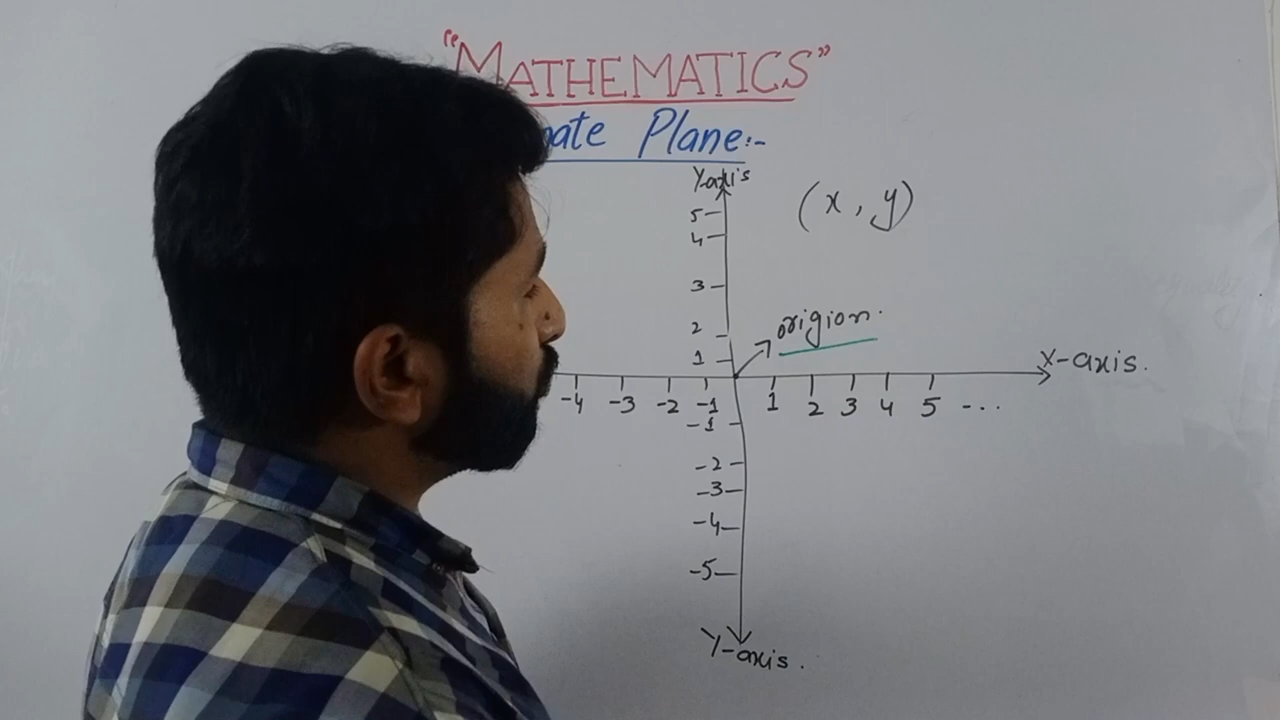 "MATHEMATICS"
nate Plane:-
Y-axis
(x, y)
5
4
3
2
1
origion.
X-axis.
-4 -3 -2 -1 1 2 3 4 5 -...
-1
-2
-3
-4
-5
Y-axis.